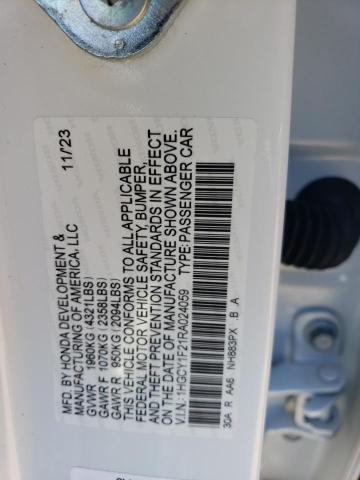 MFD. BY HONDA DEVELOPMENT & 11/23
MANUFACTURING OF AMERICA, LLC
GVWR 1960KG (4321LBS)
GAWR F 1070KG (2358LBS)
GAWR R 950KG (2094LBS)
THIS VEHICLE CONFORMS TO ALL APPLICABLE
FEDERAL MOTOR VEHICLE SAFETY, BUMPER,
AND THEFT PREVENTION STANDARDS IN EFFECT
ON THE DATE OF MANUFACTURE SHOWN ABOVE.
V.I.N.: 1HGCY1F21RA024059 TYPE: PASSENGER CAR
30A R AA6 NH883PX B A